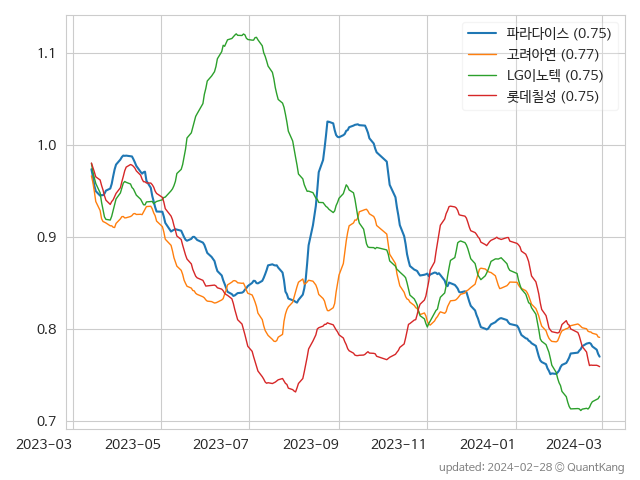 파라다이스 (0.75)
고려아연 (0.77)
LG이노텍 (0.75)
롯데칠성 (0.75)
1.1
1.0
0.9
0.8
0.7
2023-03 2023-05 2023-07 2023-09 2023-11 2024-01 2024-03
updated: 2024-02-28 © QuantKang